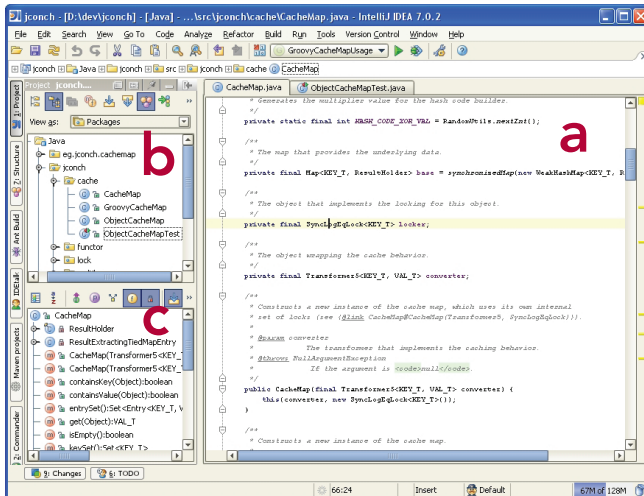 jconch - [D:\dev\jconch] - [Java] - ...\src\jconch\cache\CacheMap.java - IntelliJ IDEA 7.0.2
File Edit Search View Go To Code Analyze Refactor Build Run Tools Version Control Window Help
GroovyCacheMapUsage
jconch Java jconch src jconch cache CacheMap
Project jconch....
View as: Packages
Java
eg.jconch.cachemap
jconch
cache
CacheMap
GroovyCacheMap
ObjectCacheMap
ObjectCacheMapTest
functor
lock
b
1: Project
7: Structure
Ant Build
IDEtalk
Maven projects
2: Commander
CacheMap
ResultHolder
ResultExtractingTiedMapEntry
CacheMap(Transformer5<KEY_T
CacheMap(Transformer5<KEY_
containsKey(Object):boolean
containsValue(Object):boolean
entrySet():Set<Entry<KEY_T, V
get(Object):VAL_T
isEmpty():boolean
keySet():Set<KEY_T>
c
CacheMap.java ObjectCacheMapTest.java
* Generates the multiplier value for the hash code builder.
*/
private static final int HASH_CODE_XOR_VAL = RandomUtils.nextInt();
/**
* The map that provides the underlying data.
*/
private final Map<KEY_T, ResultHolder> base = synchronizedMap(new WeakHashMap<KEY_T, R
/**
* The object that implements the locking for this object.
*/
private final SyncLogEqLock<KEY_T> locker;
/**
* The object wrapping the cache behavior.
*/
private final Transformer5<KEY_T, VAL_T> converter;
/**
* Constructs a new instance of the cache map, which uses its own internal
* set of locks (see {@link CacheMap#CacheMap(Transformer5, SyncLogEqLock)}).
*
* @param converter
* The transformer that implements the caching behavior.
* @throws NullArgumentException
* If the argument is <code>null</code>.
*/
public CacheMap(final Transformer5<KEY_T, VAL_T> converter) {
this(converter, new SyncLogEqLock<KEY_T>());
}
/**
* Constructs a new instance of the cache map.
a
9: Changes 6: TODO
66:24 Insert Default 67M of 128M